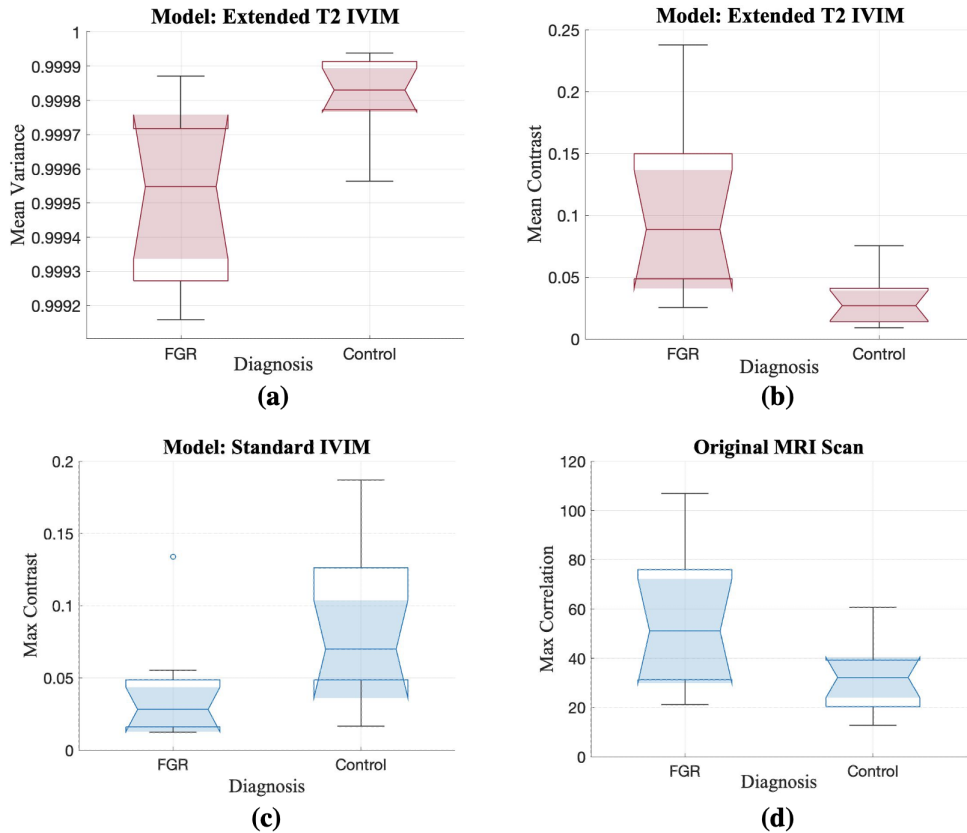 Model: Extended T2 IVIM
Mean Variance
1
0.9999
0.9998
0.9997
0.9996
0.9995
0.9994
0.9993
0.9992
FGR
Control
Diagnosis
(a)
Model: Extended T2 IVIM
Mean Contrast
0.25
0.2
0.15
0.1
0.05
0
FGR
Control
Diagnosis
(b)
Model: Standard IVIM
Max Contrast
0.2
0.15
0.1
0.05
0
FGR
Control
Diagnosis
(c)
Original MRI Scan
Max Correlation
120
100
80
60
40
20
0
FGR
Control
Diagnosis
(d)